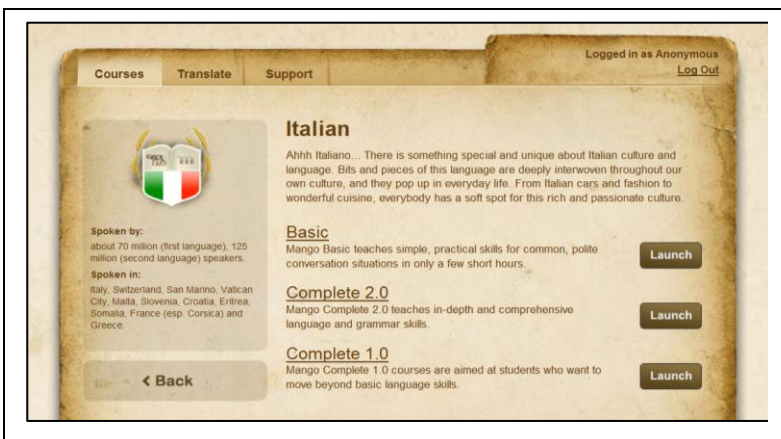 Logged in as Anonymous
Log Out
Courses Translate Support
Italian
Ahhh Italiano... There is something special and unique about Italian culture and
language. Bits and pieces of this language are deeply interwoven throughout our
own culture, and they pop up in everyday life. From Italian cars and fashion to
wonderful cuisine, everybody has a soft spot for this rich and passionate culture.
Spoken by:
about 70 million (first language), 125
million (second language) speakers.
Spoken in:
Italy, Switzerland, San Marino, Vatican
City, Malta, Slovenia, Croatia, Eritrea,
Somalia, France (esp. Corsica) and
Greece.
Back
Basic
Mango Basic teaches simple, practical skills for common, polite
conversation situations in only a few short hours.
Launch
Complete 2.0
Mango Complete 2.0 teaches in-depth and comprehensive
language and grammar skills.
Launch
Complete 1.0
Mango Complete 1.0 courses are aimed at students who want to
move beyond basic language skills.
Launch